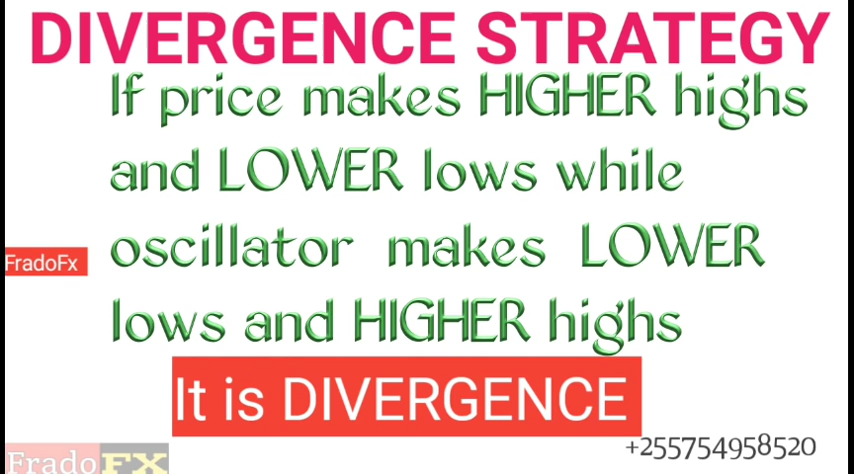 DIVERGENCE STRATEGY
If price makes HIGHER highs
and LOWER lows while
FradoFx
oscillator makes LOWER
lows and HIGHER highs
It is DIVERGENCE
+255754958520
FradoFX